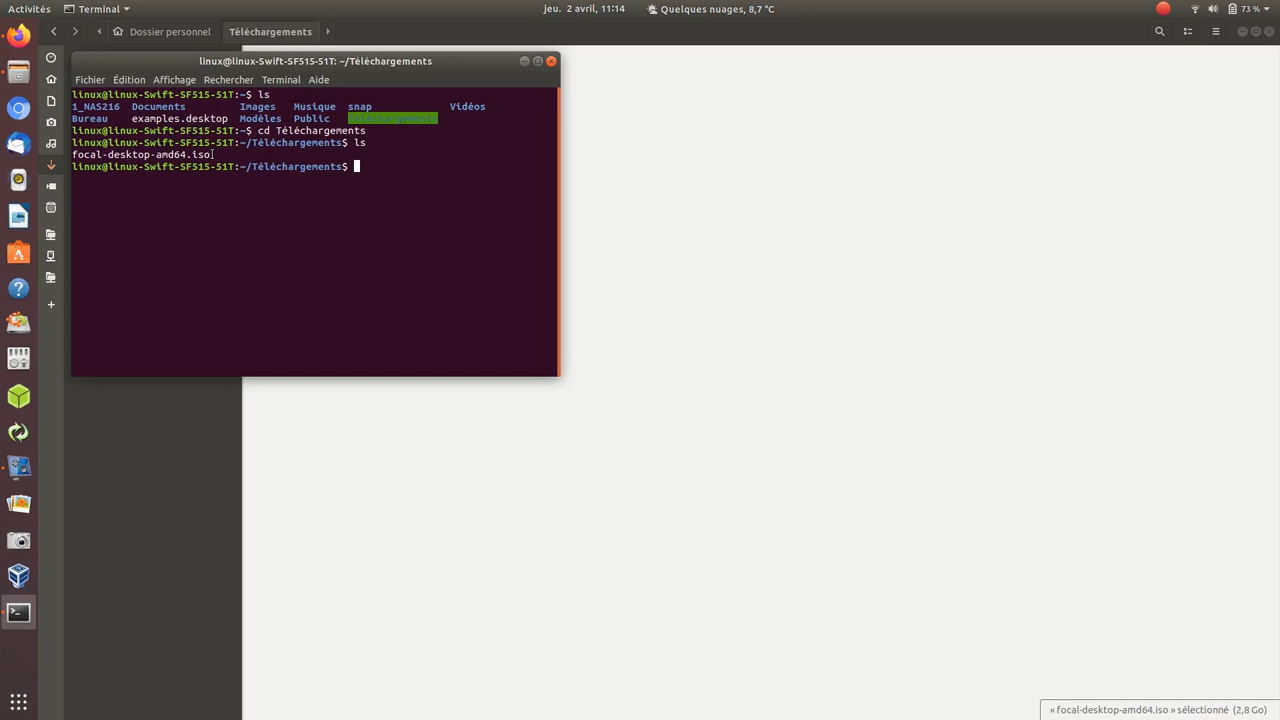 Activités Terminal jeu. 2 avril, 11:14 Quelques nuages, 8,7 °C 73 %
Dossier personnel Téléchargements
linux@linux-Swift-SF515-51T: ~/Téléchargements
Fichier Édition Affichage Rechercher Terminal Aide
linux@linux-Swift-SF515-51T:~$ ls
1_NAS216 Documents Images Musique snap Vidéos
Bureau examples.desktop Modèles Public Téléchargements
linux@linux-Swift-SF515-51T:~$ cd Téléchargements
linux@linux-Swift-SF515-51T:~/Téléchargements$ ls
focal-desktop-amd64.iso
linux@linux-Swift-SF515-51T:~/Téléchargements$
« focal-desktop-amd64.iso » sélectionné (2,8 Go)